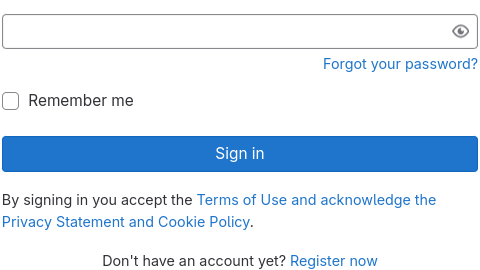 Forgot your password?
Remember me
Sign in
By signing in you accept the Terms of Use and acknowledge the
Privacy Statement and Cookie Policy.
Don't have an account yet? Register now